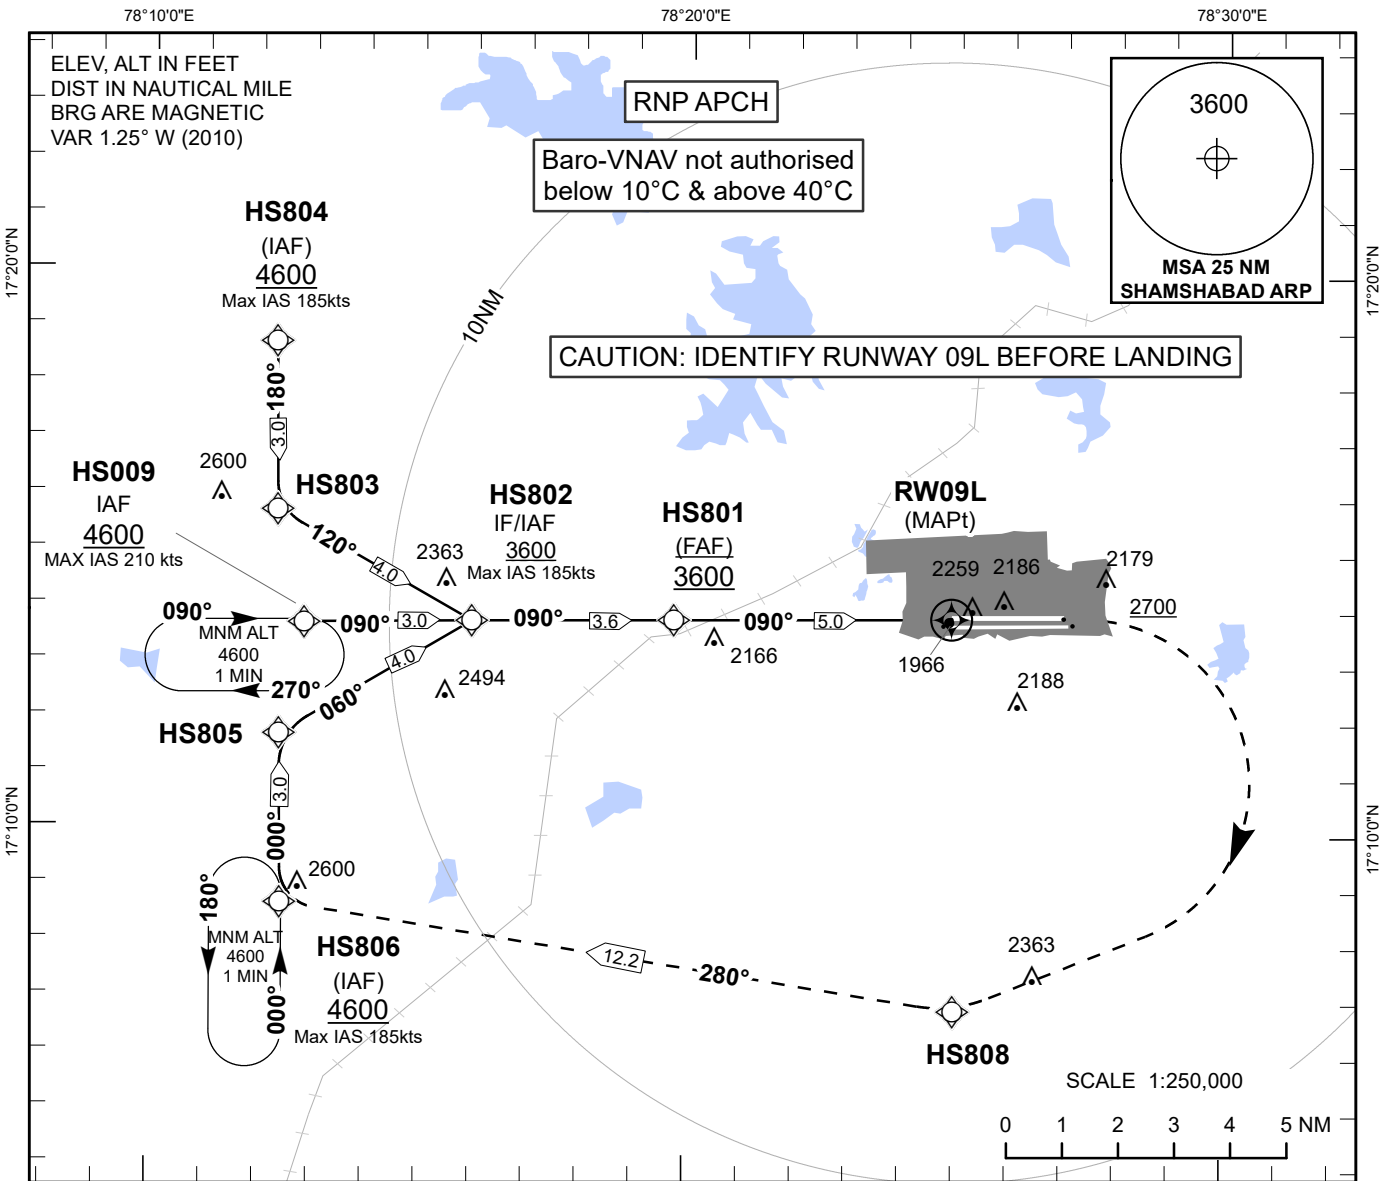 78°10'0"E
78°20'0"E
78°30'0"E
ELEV, ALT IN FEET
DIST IN NAUTICAL MILE
BRG ARE MAGNETIC
VAR 1.25° W (2010)
RNP APCH
Baro-VNAV not authorised
below 10°C & above 40°C
3600
MSA 25 NM
SHAMSHABAD ARP
17°20'0"N
17°20'0"N
HS804
(IAF)
4600
Max IAS 185kts
10NM
CAUTION: IDENTIFY RUNWAY 09L BEFORE LANDING
180°
3.0
2600
HS803
HS009
IAF
4600
MAX IAS 210 kts
120°
4.0
2363
HS802
IF/IAF
3600
Max IAS 185kts
HS801
(FAF)
3600
RW09L
(MAPt)
2259
2186
2179
2700
090°
MNM ALT
4600
1 MIN
270°
090°
3.0
090°
3.6
090°
5.0
2166
1966
2188
4.0
060°
2494
HS805
3.0
000°
17°10'0"N
17°10'0"N
2600
180°
MNM ALT
4600
1 MIN
000°
HS806
(IAF)
4600
Max IAS 185kts
12.2
280°
2363
HS808
SCALE 1:250,000
0 1 2 3 4 5 NM